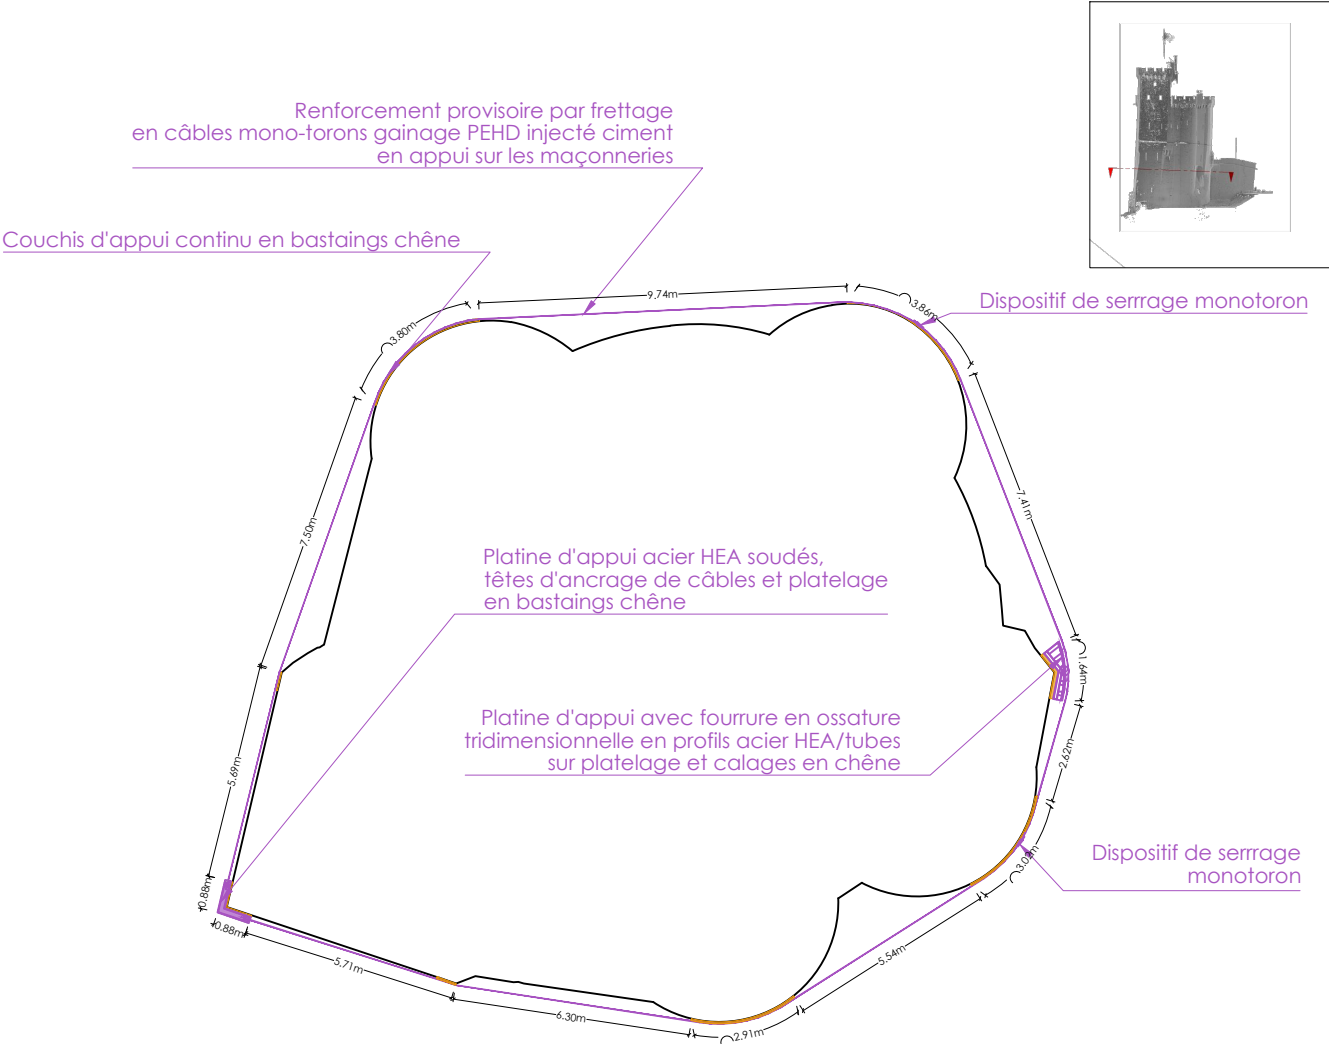 Renforcement provisoire par frettage
en câbles mono-torons gainage PEHD injecté ciment
en appui sur les maçonneries
Couchis d'appui continu en bastaings chêne
Dispositif de serrrage monotoron
9.74m
3.80m
3.86m
7.50m
7.41m
Platine d'appui acier HEA soudés,
têtes d'ancrage de câbles et platelage
en bastaings chêne
1.64m
Platine d'appui avec fourrure en ossature
tridimensionnelle en profils acier HEA/tubes
sur platelage et calages en chêne
5.69m
2.62m
Dispositif de serrrage
monotoron
3.02m
0.88m
0.88m
5.71m
5.54m
6.30m
2.91m